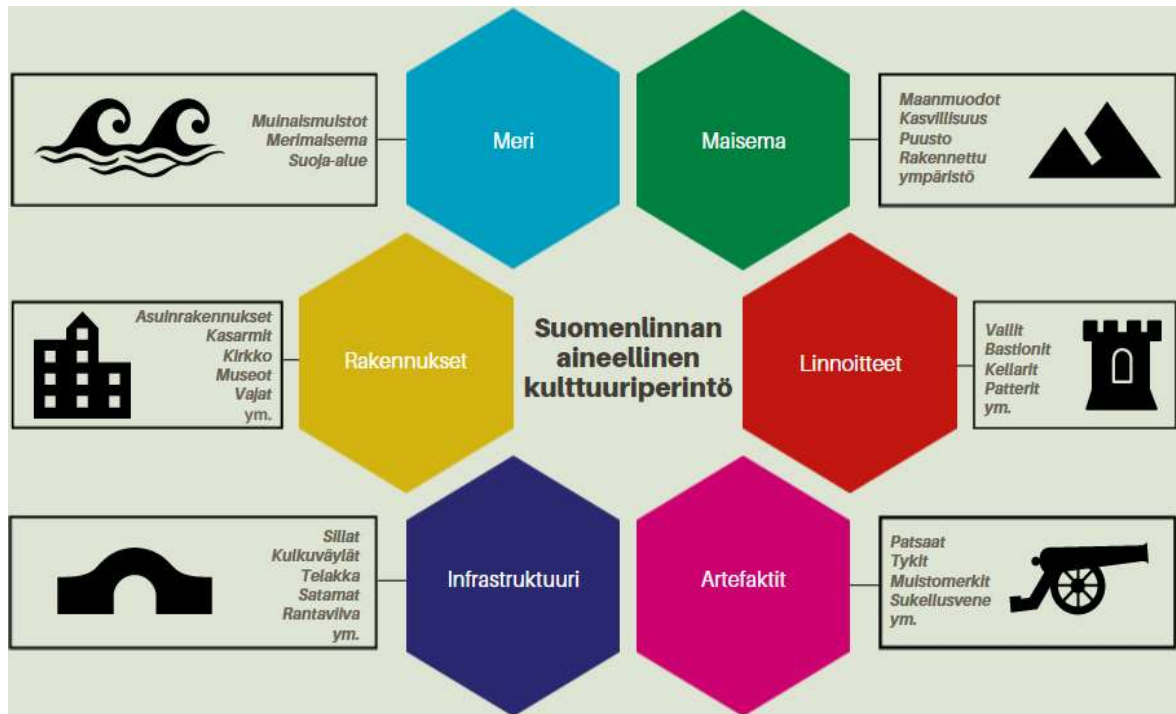 Muinaismuistot
Merimaisema
Suoja-alue
Meri
Maisema
Maanmuodot
Kasvillisuus
Puusto
Rakennettu
ympäristö
Asuinrakennukset
Kasarmit
Kirkko
Museot
Vajat
ym.
Rakennukset
Suomenlinnan
aineellinen
kulttuuriperintö
Linnoitteet
Vallit
Bastionit
Kellarit
Patterit
ym.
Sillat
Kulkuväylät
Telakka
Satamat
Rantaviiva
ym.
Infrastruktuuri
Artefaktit
Patsaat
Tykit
Muistomerkit
Sukellusvene
ym.